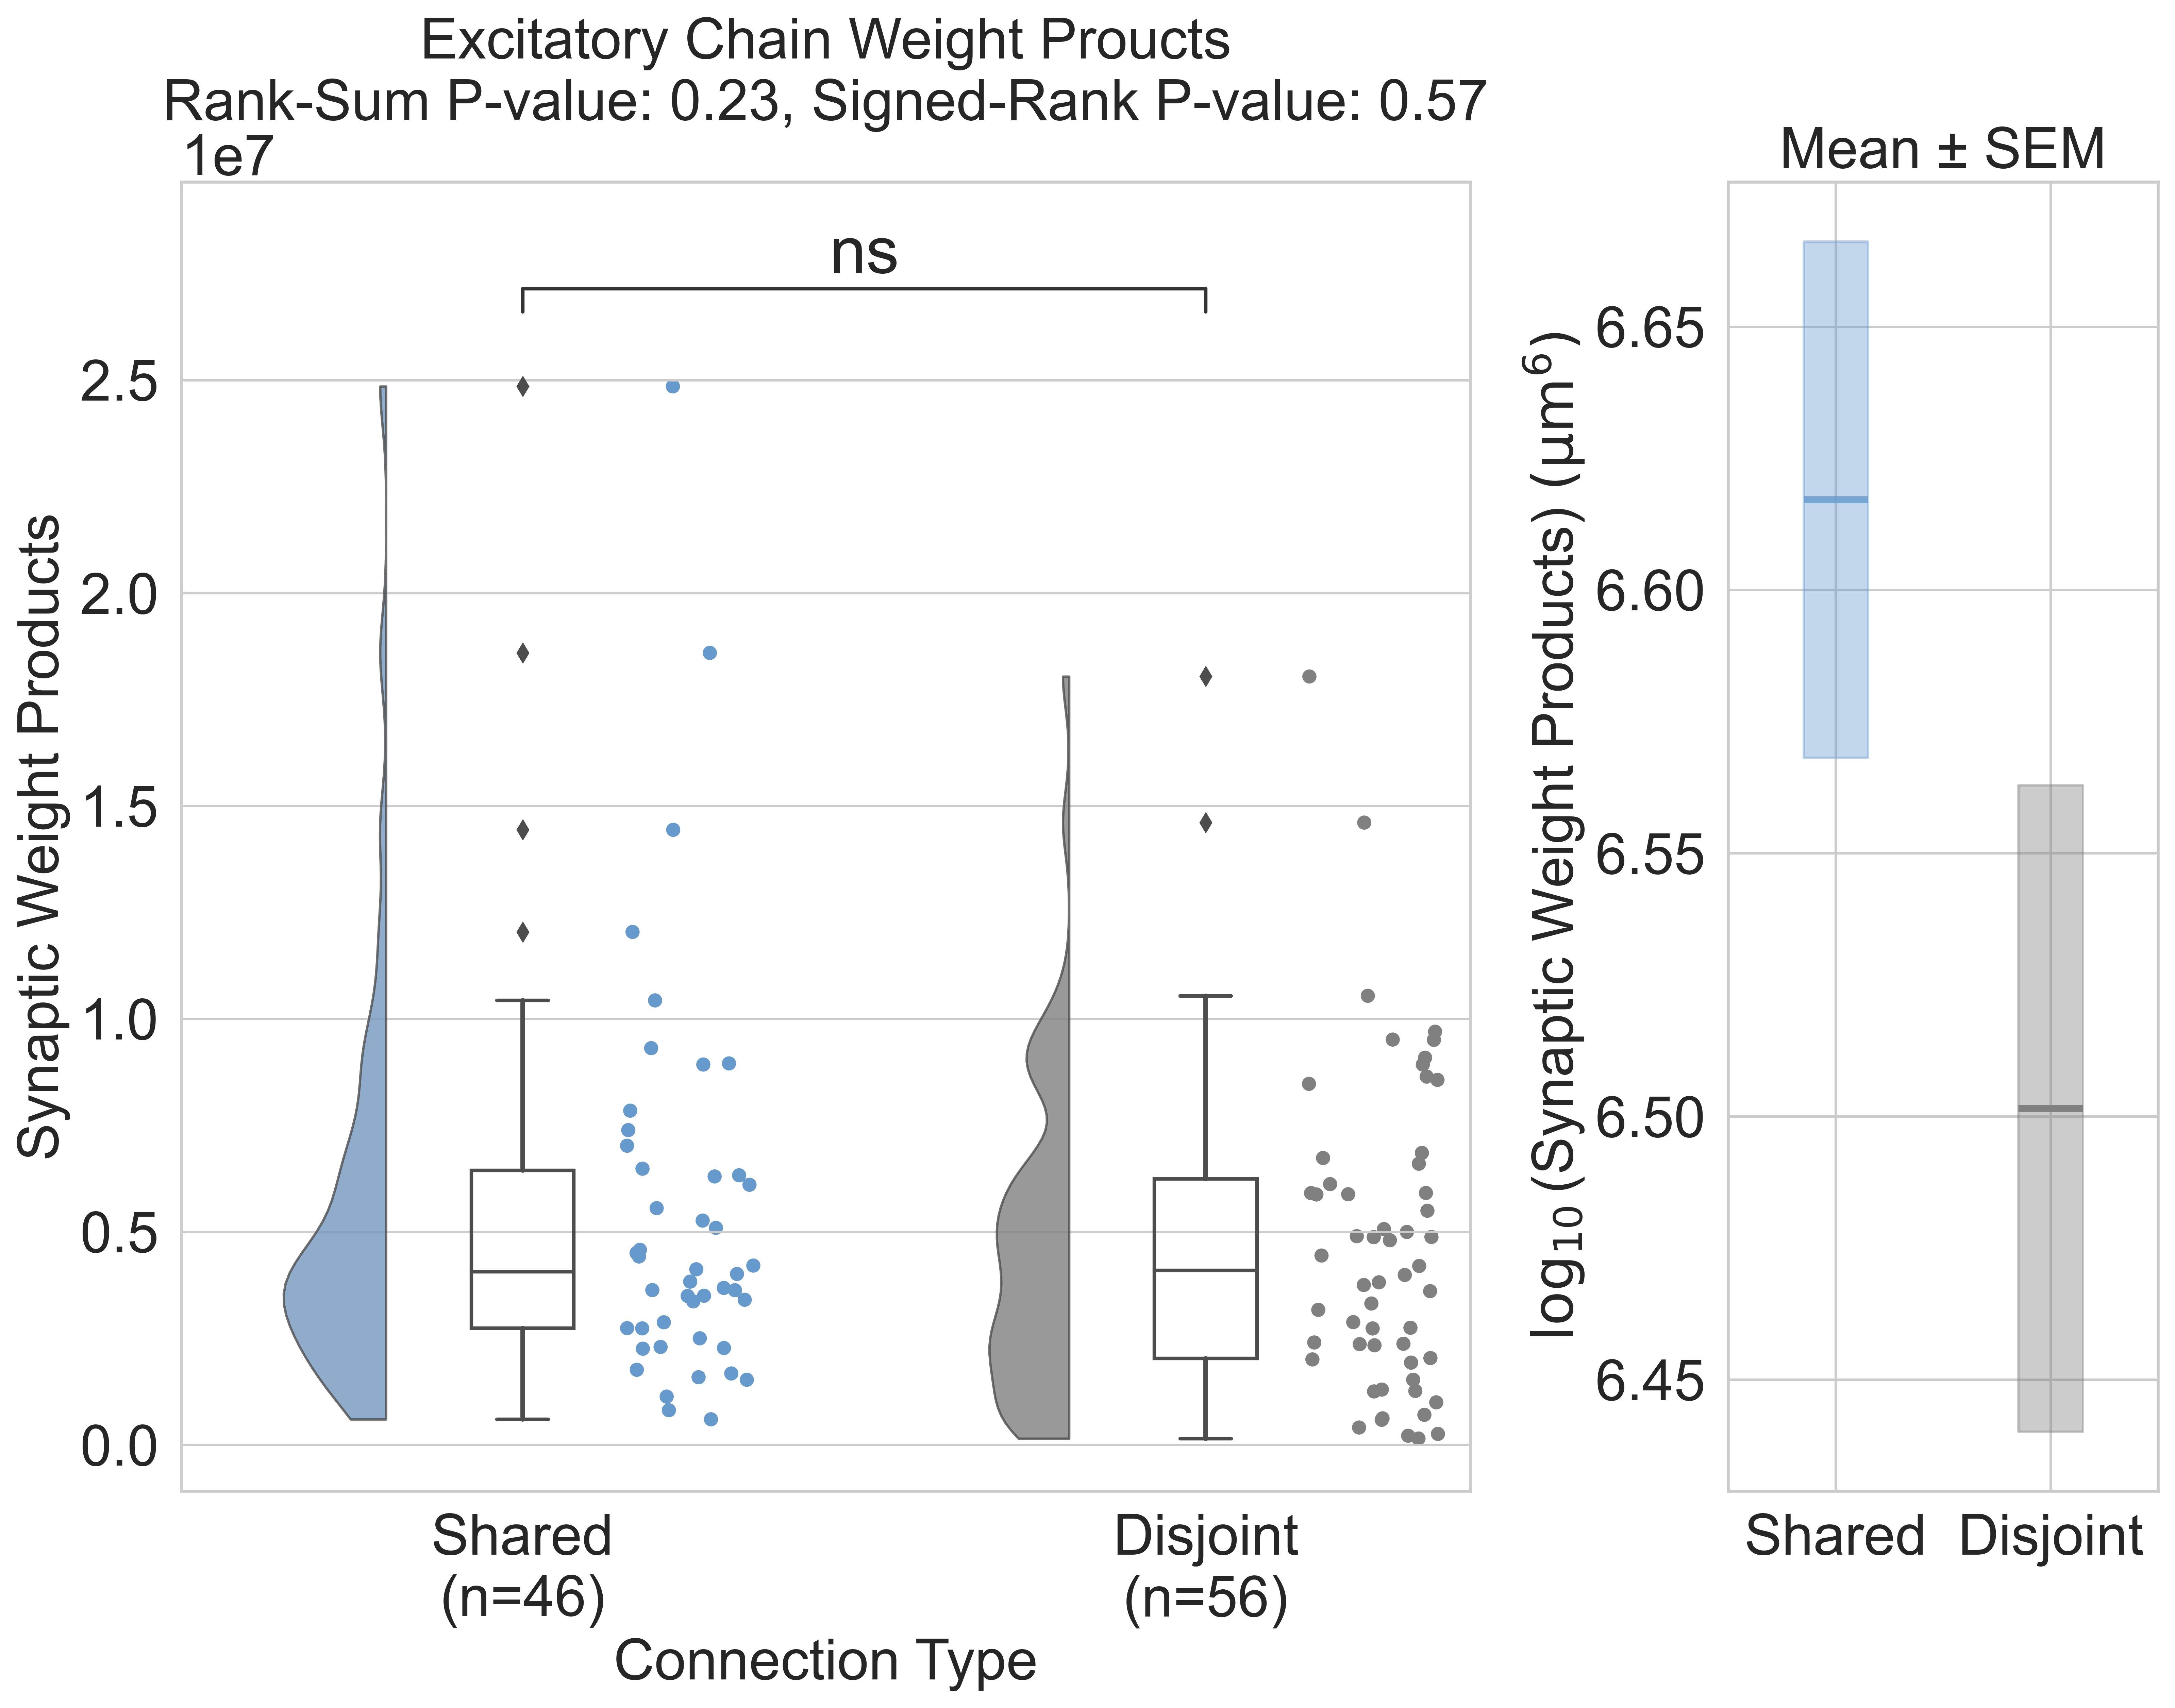 Excitatory Chain Weight Proucts
Rank-Sum P-value: 0.23, Signed-Rank P-value: 0.57
1e7
Mean ± SEM
ns
Synaptic Weight Products
2.5
2.0
1.5
1.0
0.5
0.0
Shared
(n=46)
Disjoint
(n=56)
Connection Type
log₁₀ (Synaptic Weight Products) (µm⁶)
6.65
6.60
6.55
6.50
6.45
Shared
Disjoint